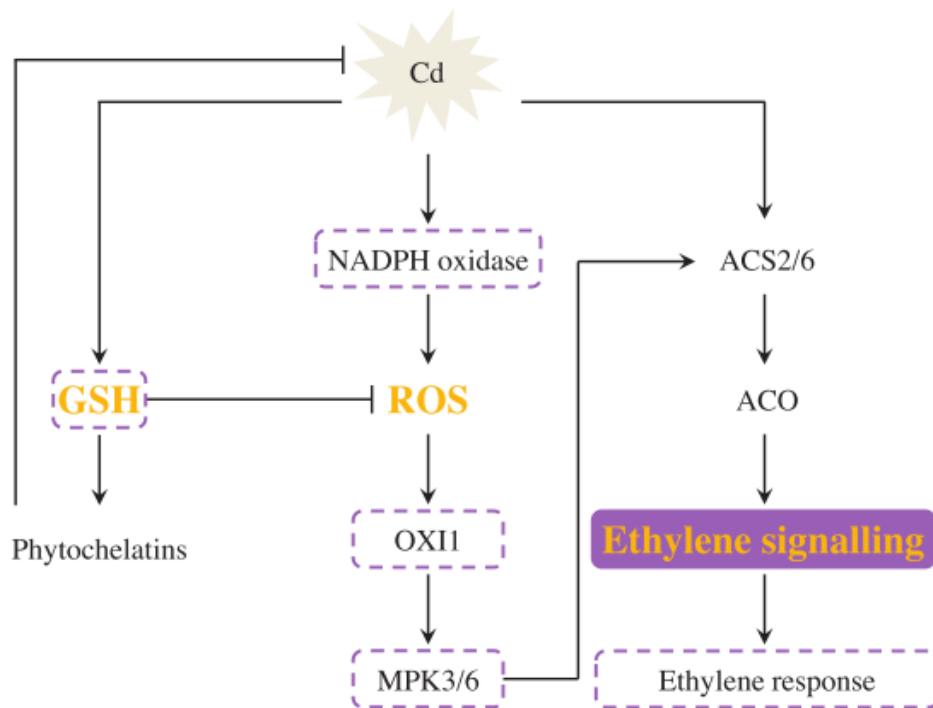 Cd
NADPH oxidase
ACS2/6
GSH
ROS
ACO
Phytochelatins
OXI1
Ethylene signalling
MPK3/6
Ethylene response